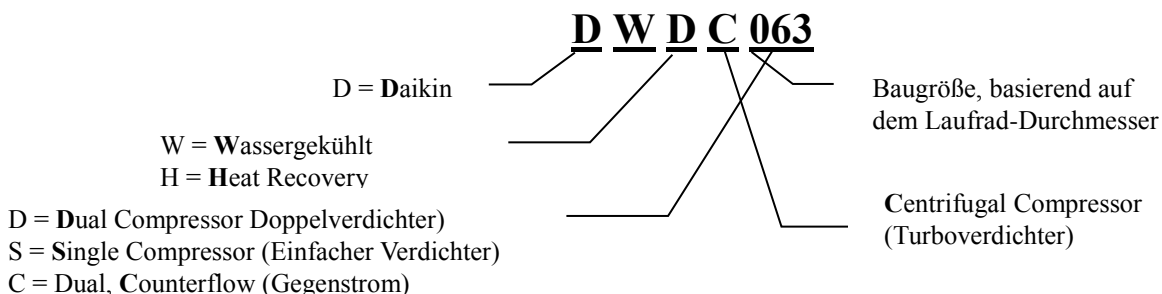 D W D C 063
D = Daikin
Baugröße, basierend auf
dem Laufrad-Durchmesser
W = Wassergekühlt
H = Heat Recovery
D = Dual Compressor Doppelverdichter)
S = Single Compressor (Einfacher Verdichter)
C = Dual, Counterflow (Gegenstrom)
Centrifugal Compressor
(Turboverdichter)